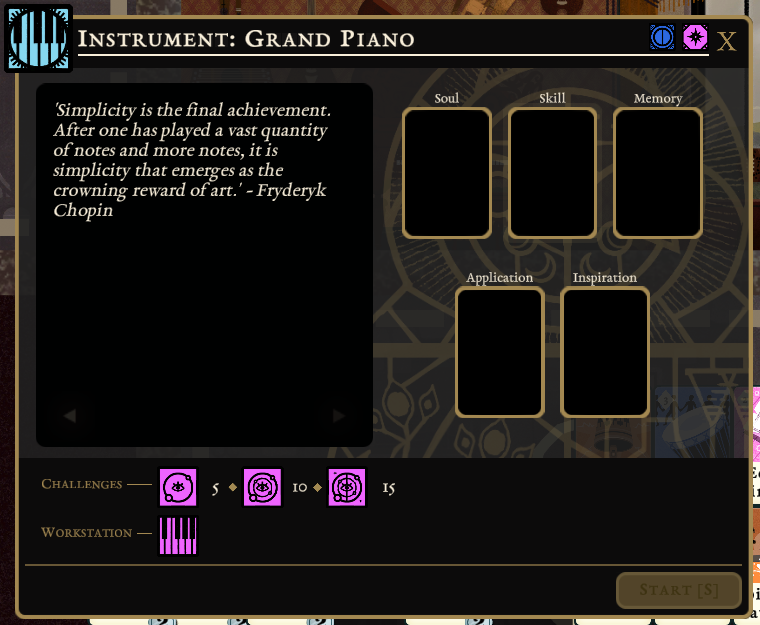 Instrument: Grand Piano
X
'Simplicity is the final achievement.
After one has played a vast quantity
of notes and more notes, it is
simplicity that emerges as the
crowning reward of art.' - Fryderyk
Chopin
Soul Skill Memory
Application Inspiration
Challenges 5 10 15
Workstation
Start [S]